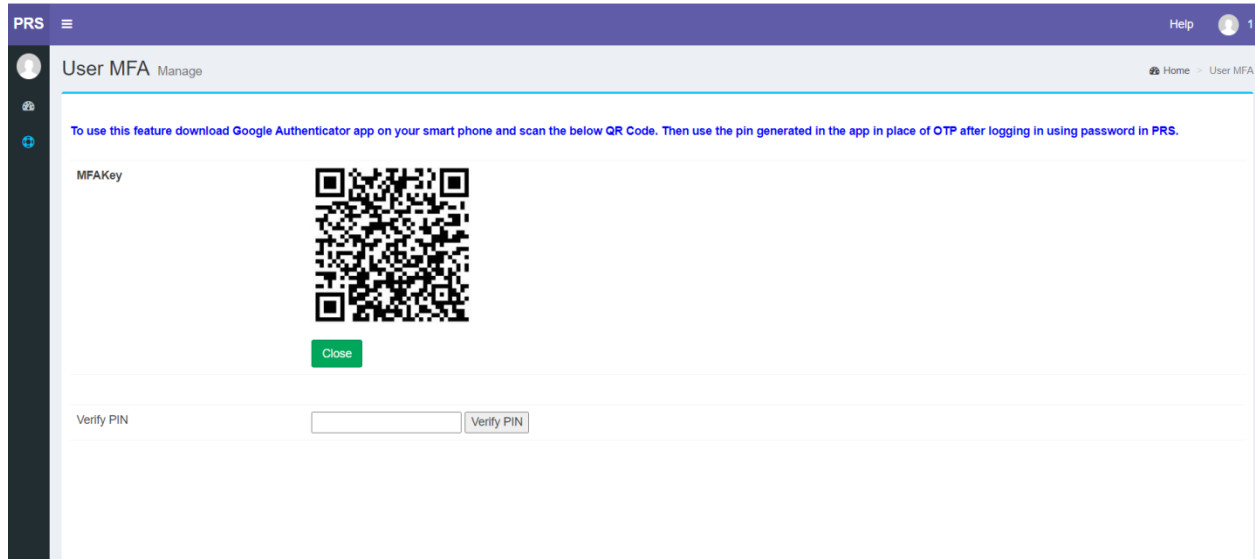 PRS Help 1
User MFA Manage Home > User MFA
To use this feature download Google Authenticator app on your smart phone and scan the below QR Code. Then use the pin generated in the app in place of OTP after logging in using password in PRS.
MFAKey
Close
Verify PIN Verify PIN